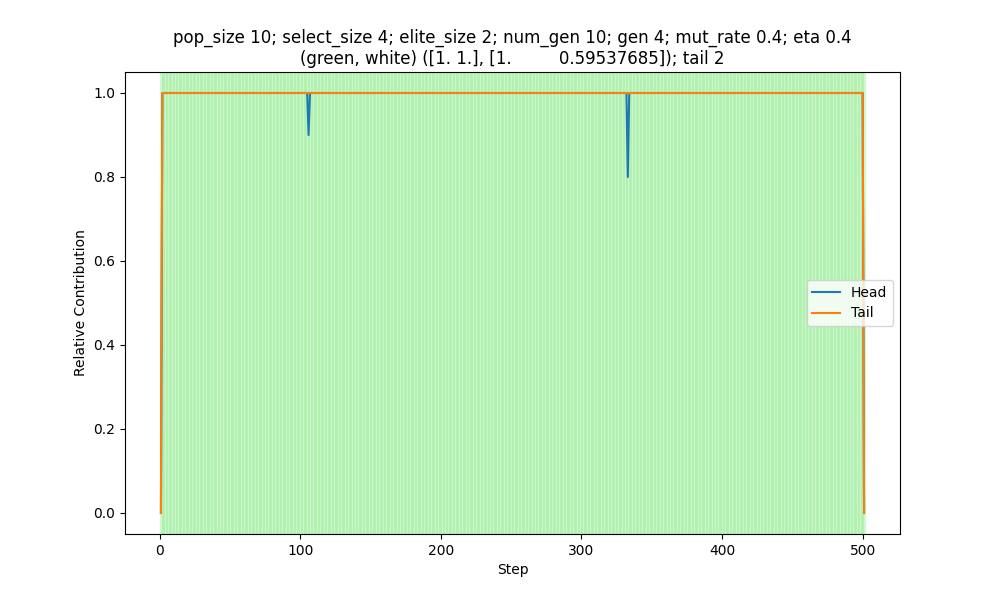 pop_size 10; select_size 4; elite_size 2; num_gen 10; gen 4; mut_rate 0.4; eta 0.4
(green, white) ([1. 1.], [1.         0.59537685]); tail 2
1.0
0.8
0.6
0.4
0.2
0.0
Relative Contribution
Head
Tail
0
100
200
300
400
500
Step